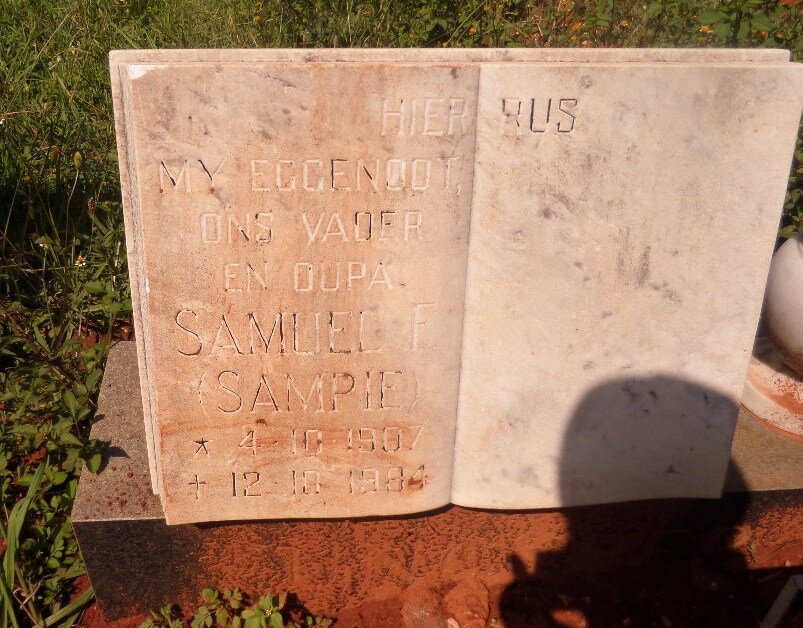 HIER RUS
MY EGGENOOT,
ONS VADER
EN OUPA
SAMUEL F.
(SAMPIE)
* 4-10-1907
+ 12-10-1984